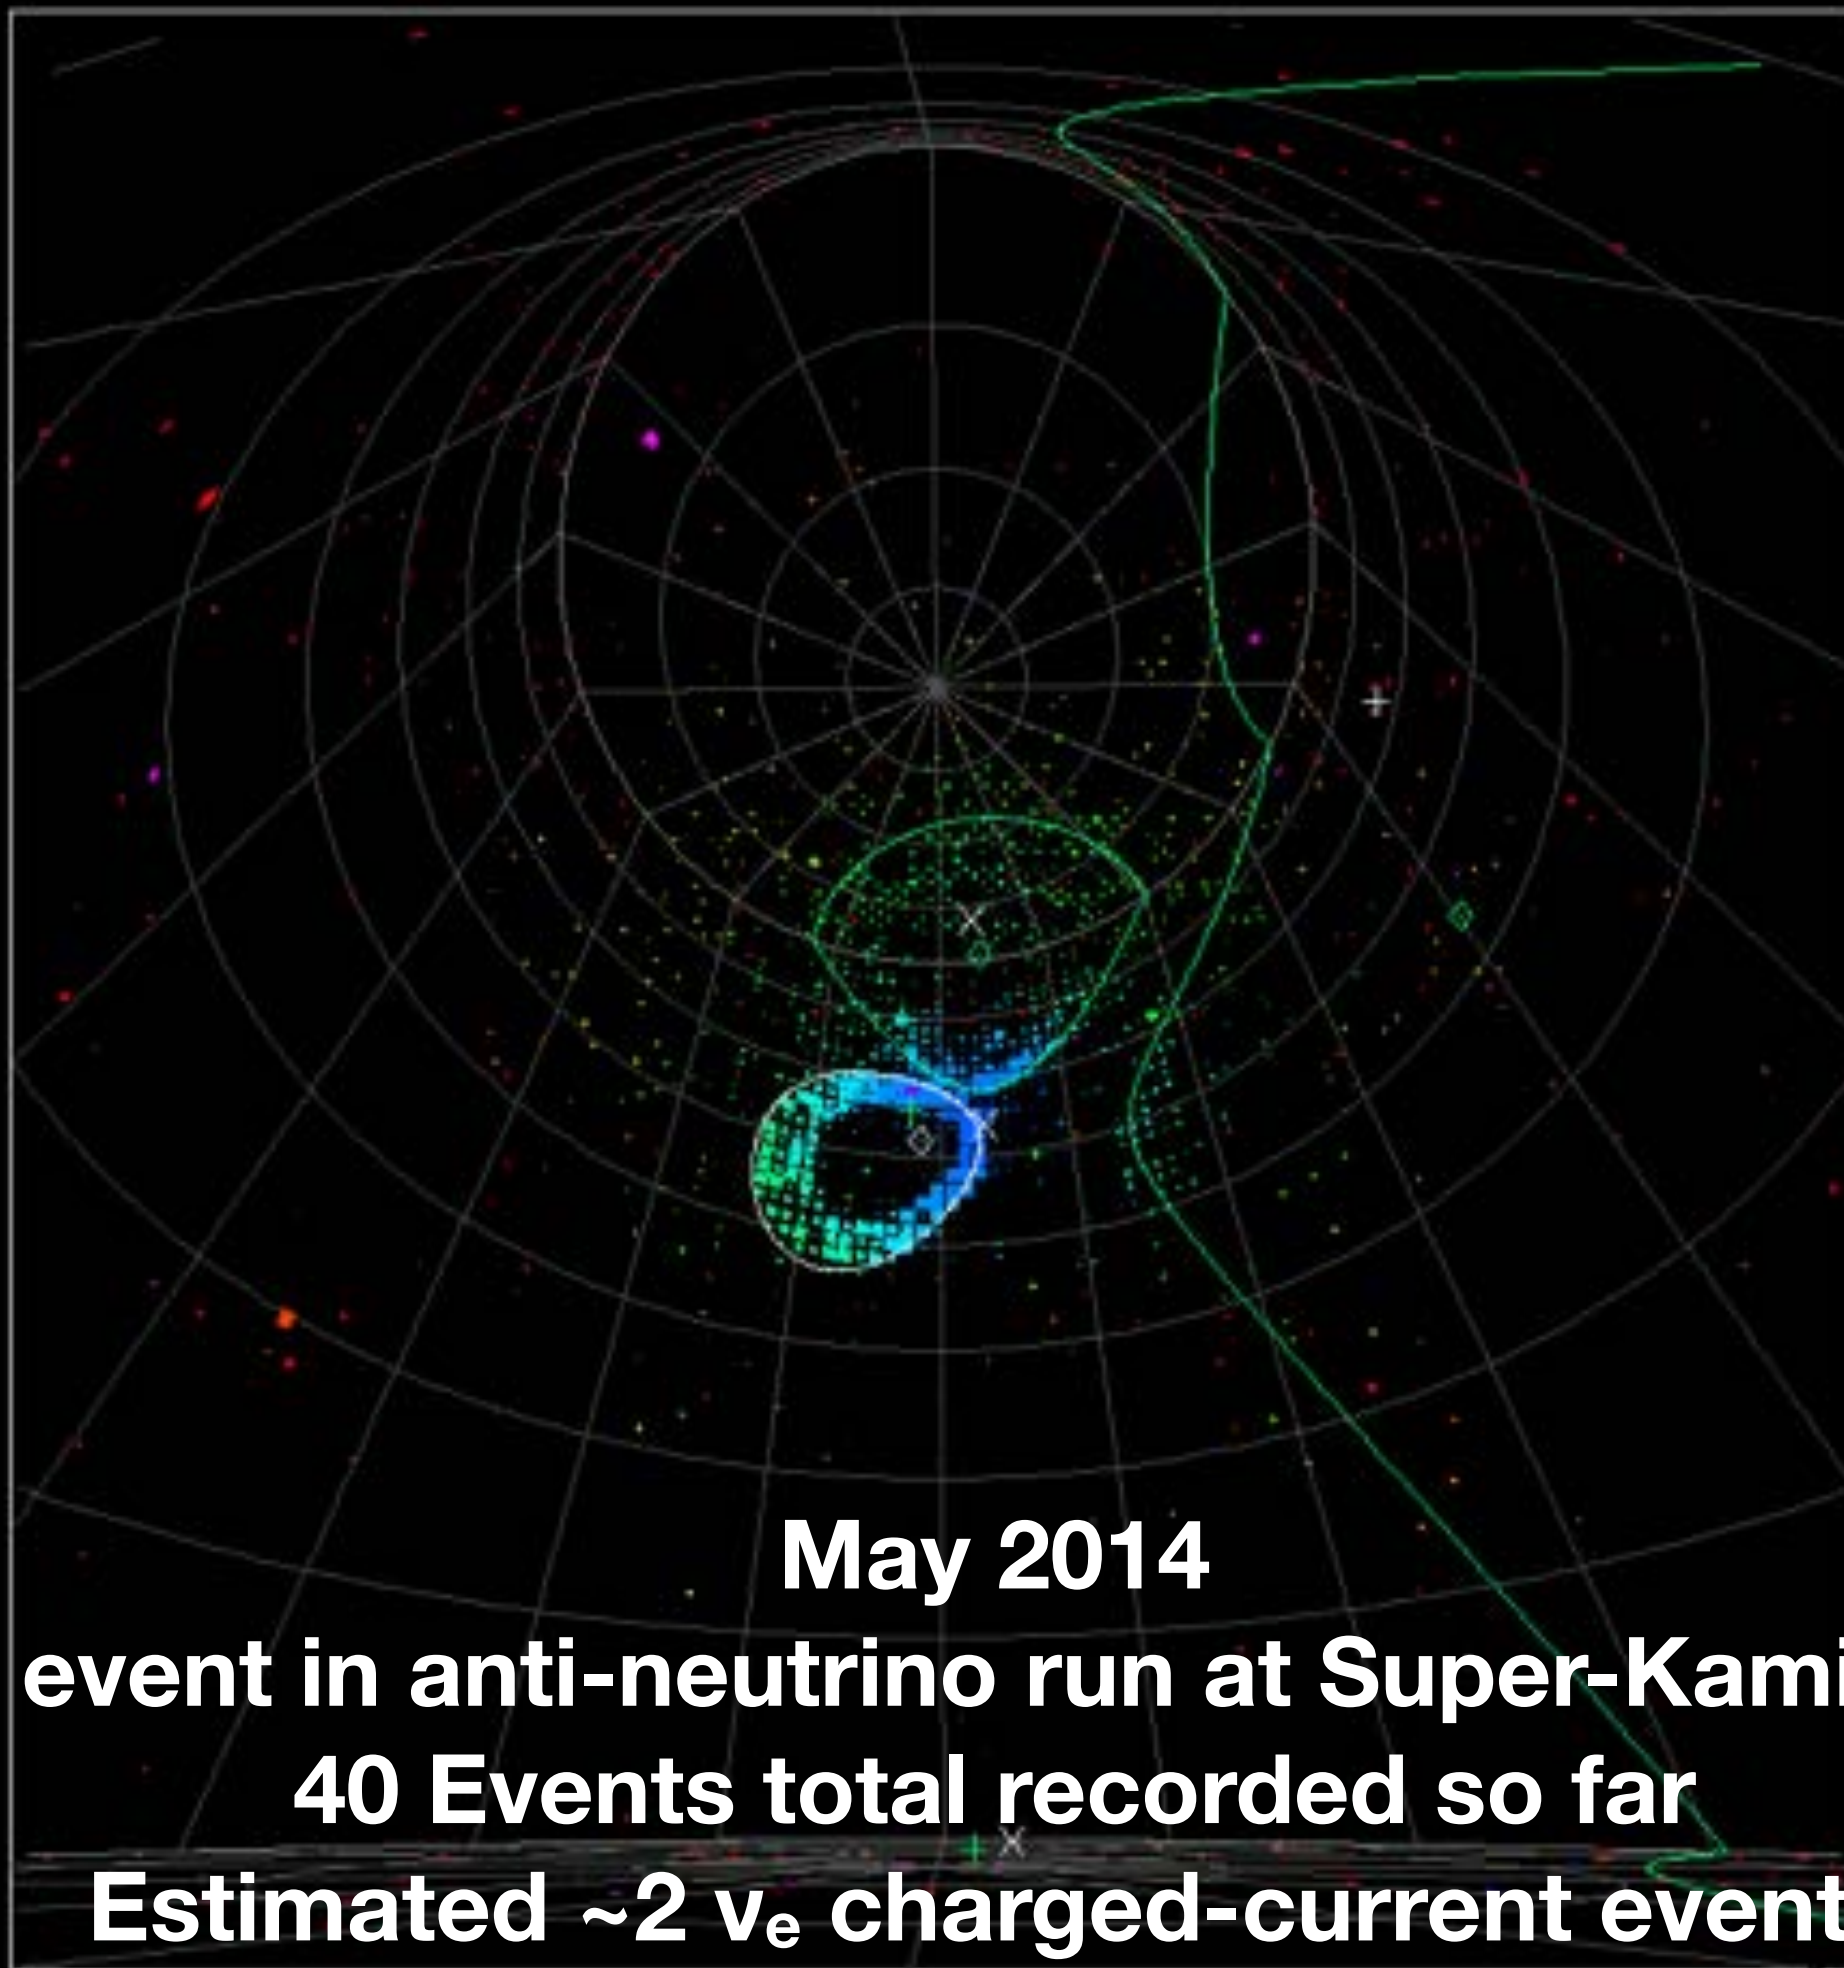 May 2014
event in anti-neutrino run at Super-Kami
40 Events total recorded so far
Estimated ~2 νₑ charged-current event